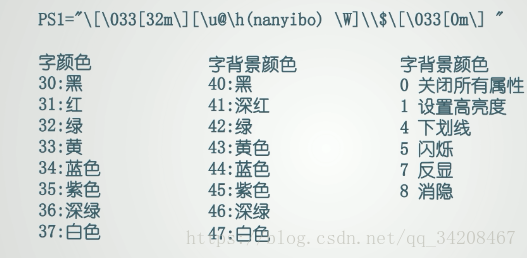 PS1="\[\033[32m\][\u@\h(nanyibo) \W]\\$\[\033[0m\] "
字颜色
30:黑
31:红
32:绿
33:黄
34:蓝色
35:紫色
36:深绿
37:白色
字背景颜色
40:黑
41:深红
42:绿
43:黄色
44:蓝色
45:紫色
46:深绿
47:白色
字背景颜色
0 关闭所有属性
1 设置高亮度
4 下划线
5 闪烁
7 反显
8 消隐
https://blog.csdn.net/qq_34208467